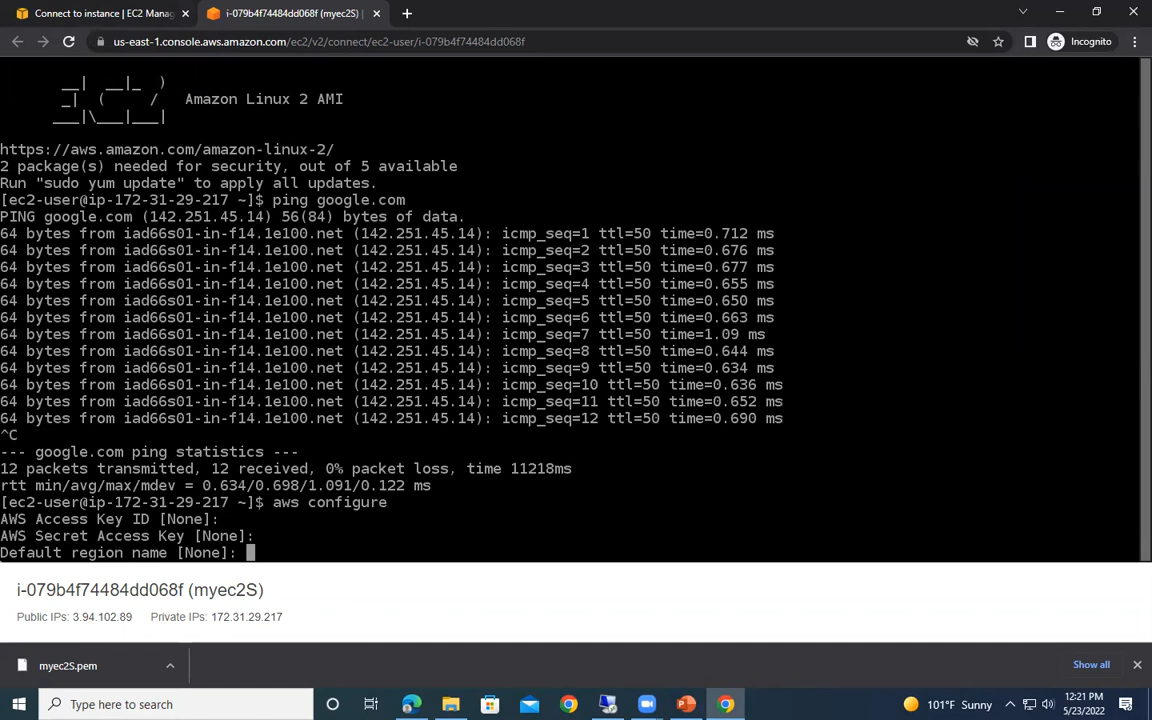 Connect to instance | EC2 Manag
i-079b4f74484dd068f (myec2S) |
us-east-1.console.aws.amazon.com/ec2/v2/connect/ec2-user/i-079b4f74484dd068f
Incognito
__|  __|_  )
_|  (     /   Amazon Linux 2 AMI
___|\___|___|
https://aws.amazon.com/amazon-linux-2/
2 package(s) needed for security, out of 5 available
Run "sudo yum update" to apply all updates.
[ec2-user@ip-172-31-29-217 ~]$ ping google.com
PING google.com (142.251.45.14) 56(84) bytes of data.
64 bytes from iad66s01-in-f14.1e100.net (142.251.45.14): icmp_seq=1 ttl=50 time=0.712 ms
64 bytes from iad66s01-in-f14.1e100.net (142.251.45.14): icmp_seq=2 ttl=50 time=0.676 ms
64 bytes from iad66s01-in-f14.1e100.net (142.251.45.14): icmp_seq=3 ttl=50 time=0.677 ms
64 bytes from iad66s01-in-f14.1e100.net (142.251.45.14): icmp_seq=4 ttl=50 time=0.655 ms
64 bytes from iad66s01-in-f14.1e100.net (142.251.45.14): icmp_seq=5 ttl=50 time=0.650 ms
64 bytes from iad66s01-in-f14.1e100.net (142.251.45.14): icmp_seq=6 ttl=50 time=0.663 ms
64 bytes from iad66s01-in-f14.1e100.net (142.251.45.14): icmp_seq=7 ttl=50 time=1.09 ms
64 bytes from iad66s01-in-f14.1e100.net (142.251.45.14): icmp_seq=8 ttl=50 time=0.644 ms
64 bytes from iad66s01-in-f14.1e100.net (142.251.45.14): icmp_seq=9 ttl=50 time=0.634 ms
64 bytes from iad66s01-in-f14.1e100.net (142.251.45.14): icmp_seq=10 ttl=50 time=0.636 ms
64 bytes from iad66s01-in-f14.1e100.net (142.251.45.14): icmp_seq=11 ttl=50 time=0.652 ms
64 bytes from iad66s01-in-f14.1e100.net (142.251.45.14): icmp_seq=12 ttl=50 time=0.690 ms
^C
--- google.com ping statistics ---
12 packets transmitted, 12 received, 0% packet loss, time 11218ms
rtt min/avg/max/mdev = 0.634/0.698/1.091/0.122 ms
[ec2-user@ip-172-31-29-217 ~]$ aws configure
AWS Access Key ID [None]:
AWS Secret Access Key [None]:
Default region name [None]:
i-079b4f74484dd068f (myec2S)
Public IPs: 3.94.102.89 Private IPs: 172.31.29.217
myec2S.pem
Show all
Type here to search
101°F Sunny
12:21 PM
5/23/2022